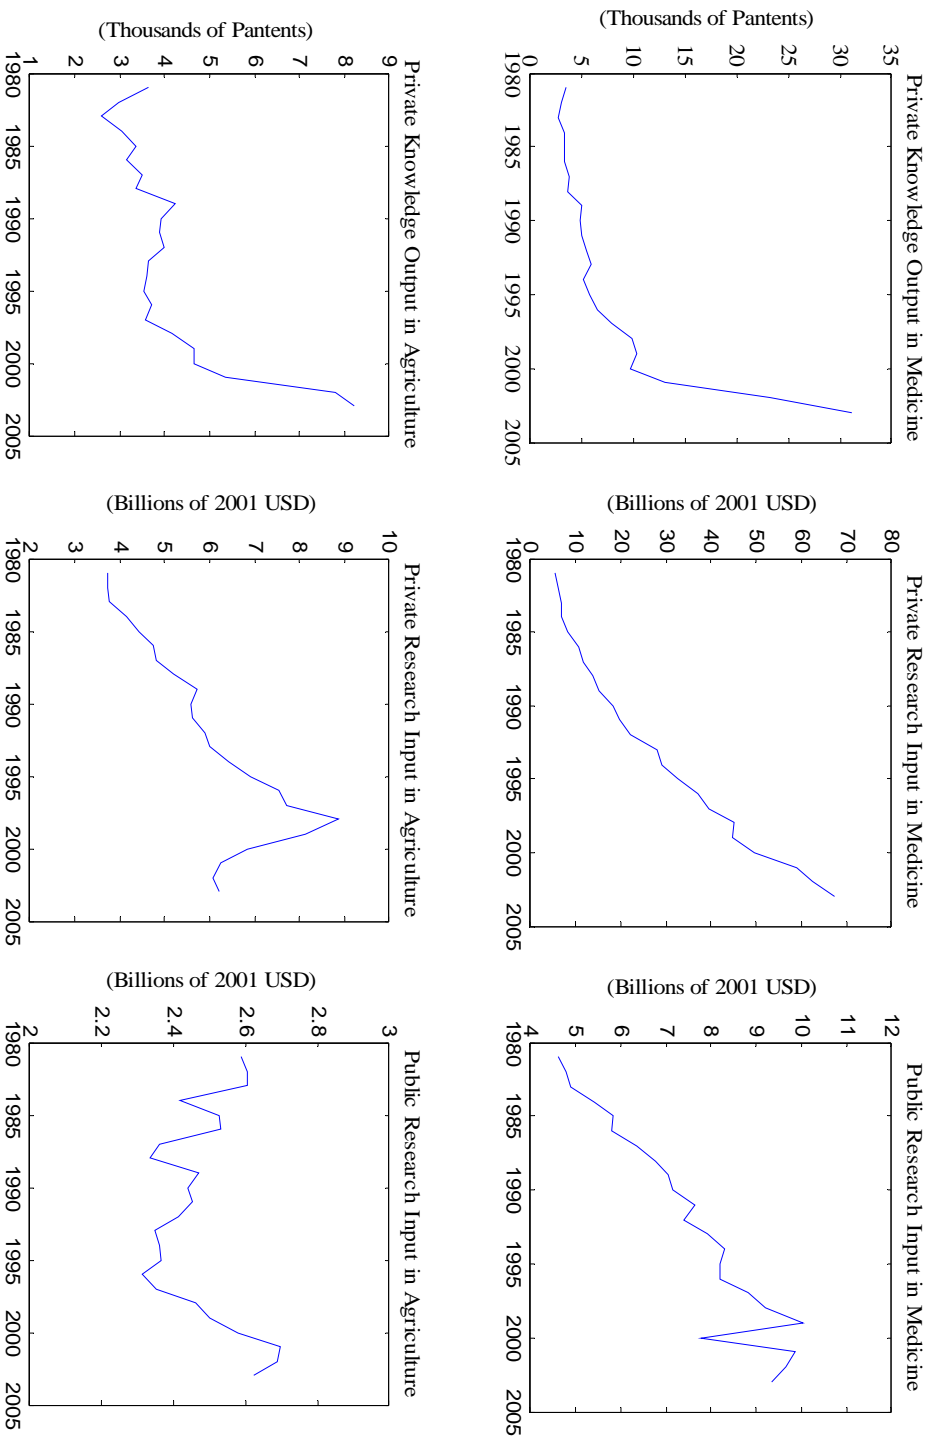 Private Knowledge Output in Medicine
(Thousands of Pantents)
35
30
25
20
15
10
5
0
1980 1985 1990 1995 2000 2005
Private Research Input in Medicine
(Billions of 2001 USD)
80
70
60
50
40
30
20
10
0
1980 1985 1990 1995 2000 2005
Public Research Input in Medicine
(Billions of 2001 USD)
12
11
10
9
8
7
6
5
4
1980 1985 1990 1995 2000 2005
Private Knowledge Output in Agriculture
(Thousands of Pantents)
9
8
7
6
5
4
3
2
1
1980 1985 1990 1995 2000 2005
Private Research Input in Agriculture
(Billions of 2001 USD)
10
9
8
7
6
5
4
3
2
1980 1985 1990 1995 2000 2005
Public Research Input in Agriculture
(Billions of 2001 USD)
3
2.8
2.6
2.4
2.2
2
1980 1985 1990 1995 2000 2005